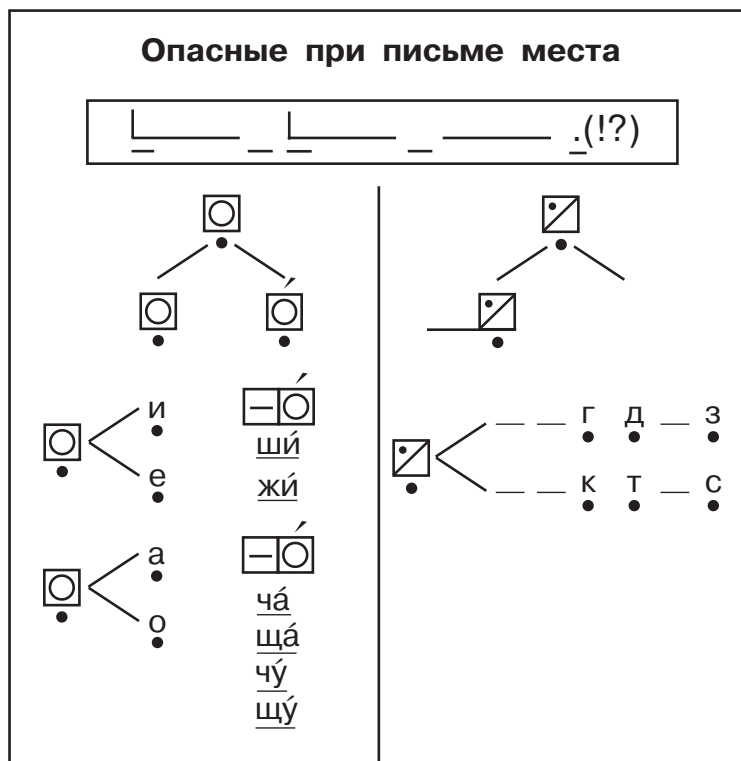 Опасные при письме места
.(!?)
и
е
ши́
жи́
а
о
ча́
ща́
чу́
щу́
г д з
к т с